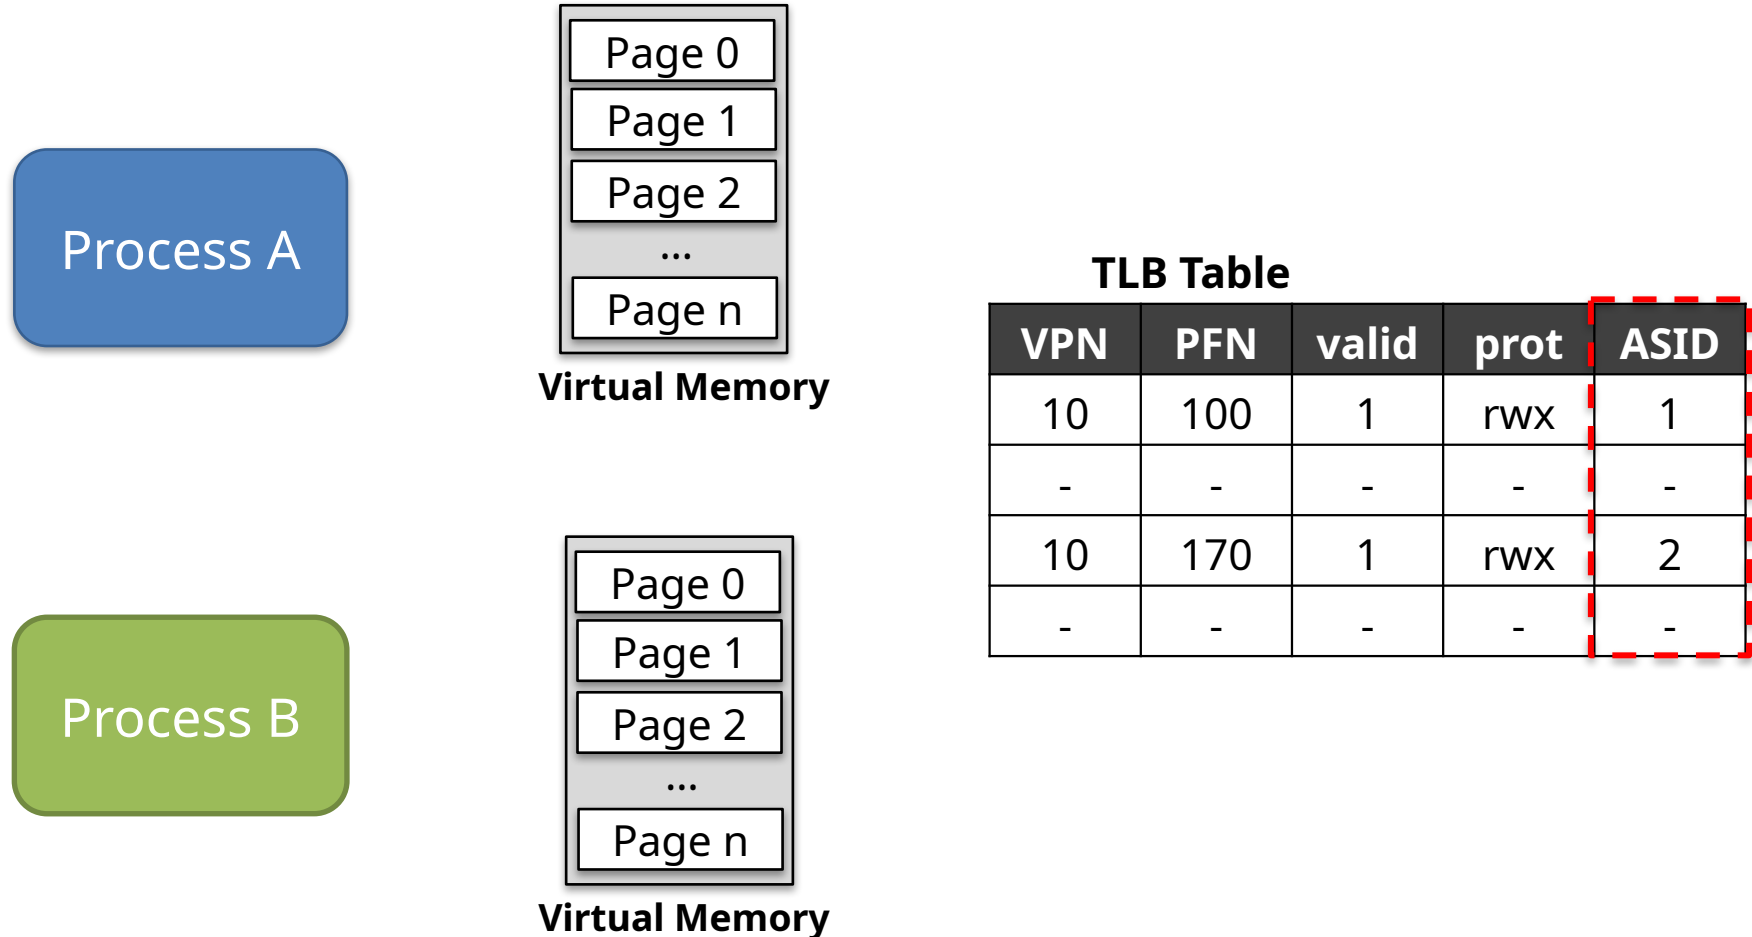 Process A
Page 0
Page 1
Page 2
...
Page n
Virtual Memory
Process B
Page 0
Page 1
Page 2
...
Page n
Virtual Memory
TLB Table
VPN PFN valid prot ASID
10 100 1 rwx 1
- - - - -
10 170 1 rwx 2
- - - - -